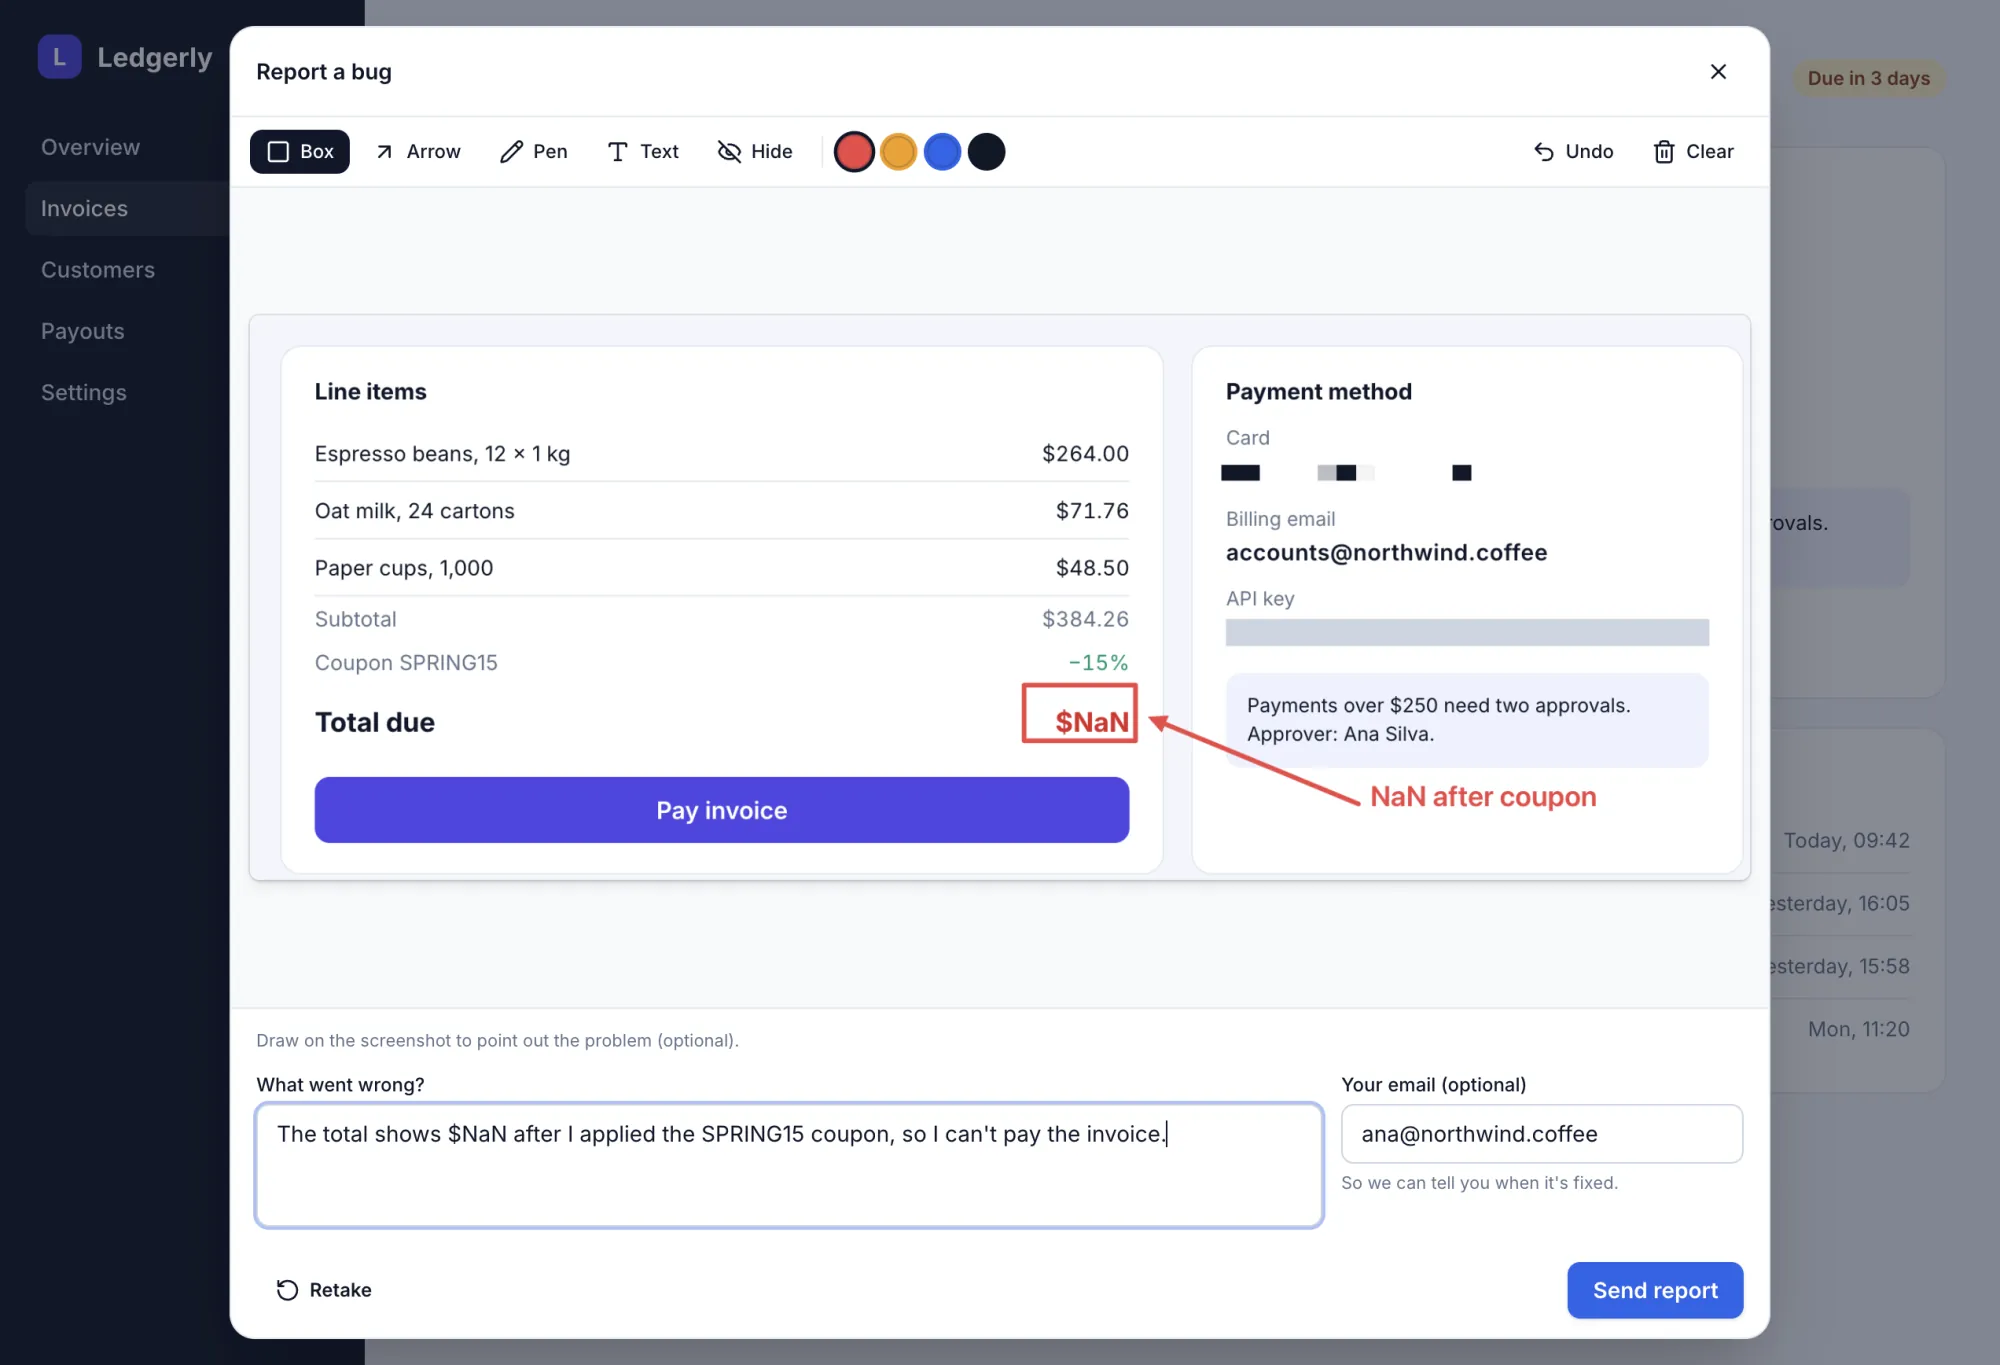 L Ledgerly
Overview
Invoices
Customers
Payouts
Settings
Due in 3 days
Report a bug
Box Arrow Pen Text Hide Undo Clear
Line items
Espresso beans, 12 × 1 kg $264.00
Oat milk, 24 cartons $71.76
Paper cups, 1,000 $48.50
Subtotal $384.26
Coupon SPRING15 −15%
Total due $NaN
Pay invoice
Payment method
Card
Billing email
accounts@northwind.coffee
API key
Payments over $250 need two approvals.
Approver: Ana Silva.
NaN after coupon
rovals.
Today, 09:42
esterday, 16:05
esterday, 15:58
Mon, 11:20
Draw on the screenshot to point out the problem (optional).
What went wrong?
The total shows $NaN after I applied the SPRING15 coupon, so I can't pay the invoice.
Your email (optional)
ana@northwind.coffee
So we can tell you when it's fixed.
Retake
Send report